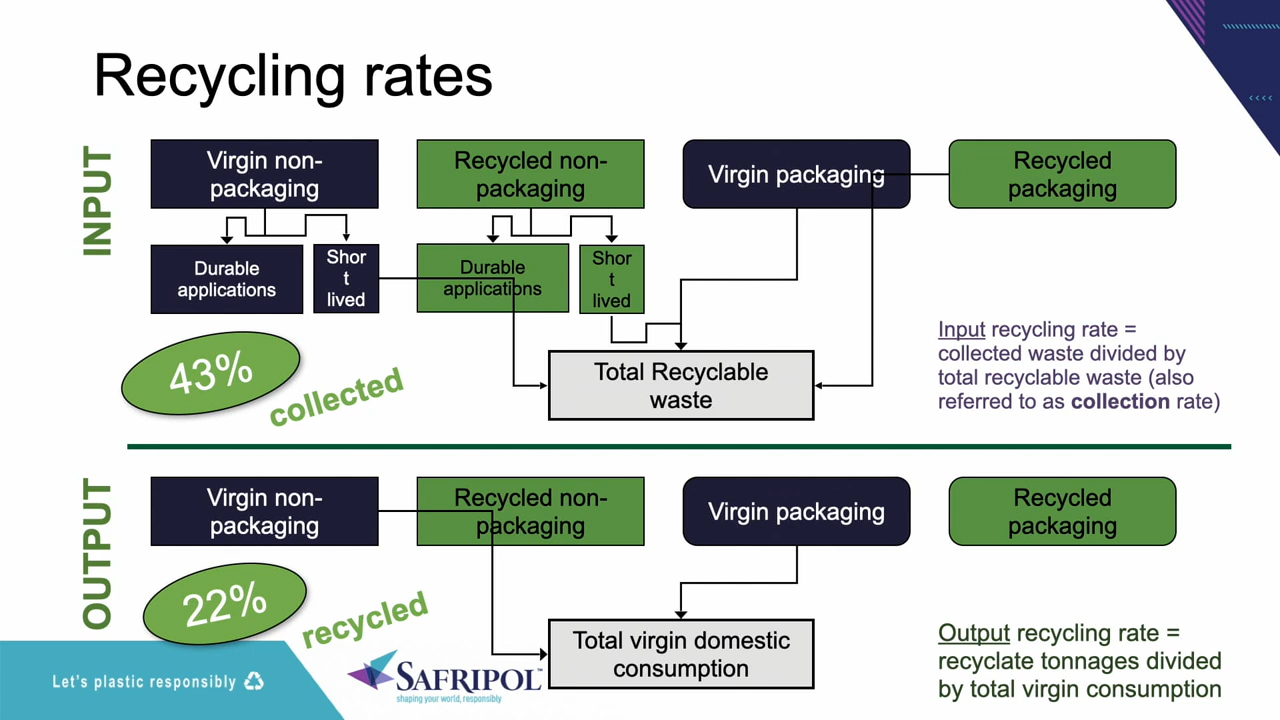 Recycling rates
INPUT
Virgin non-
packaging
Recycled non-
packaging
Virgin packaging
Recycled
packaging
Durable
applications
Shor
t
lived
Durable
applications
Shor
t
lived
43%
collected
Total Recyclable
waste
Input recycling rate =
collected waste divided by
total recyclable waste (also
referred to as collection rate)
OUTPUT
Virgin non-
packaging
Recycled non-
packaging
Virgin packaging
Recycled
packaging
22%
recycled
Total virgin domestic
consumption
Output recycling rate =
recyclate tonnages divided
by total virgin consumption
Let's plastic responsibly
SAFRIPOL™
shaping your world, responsibly